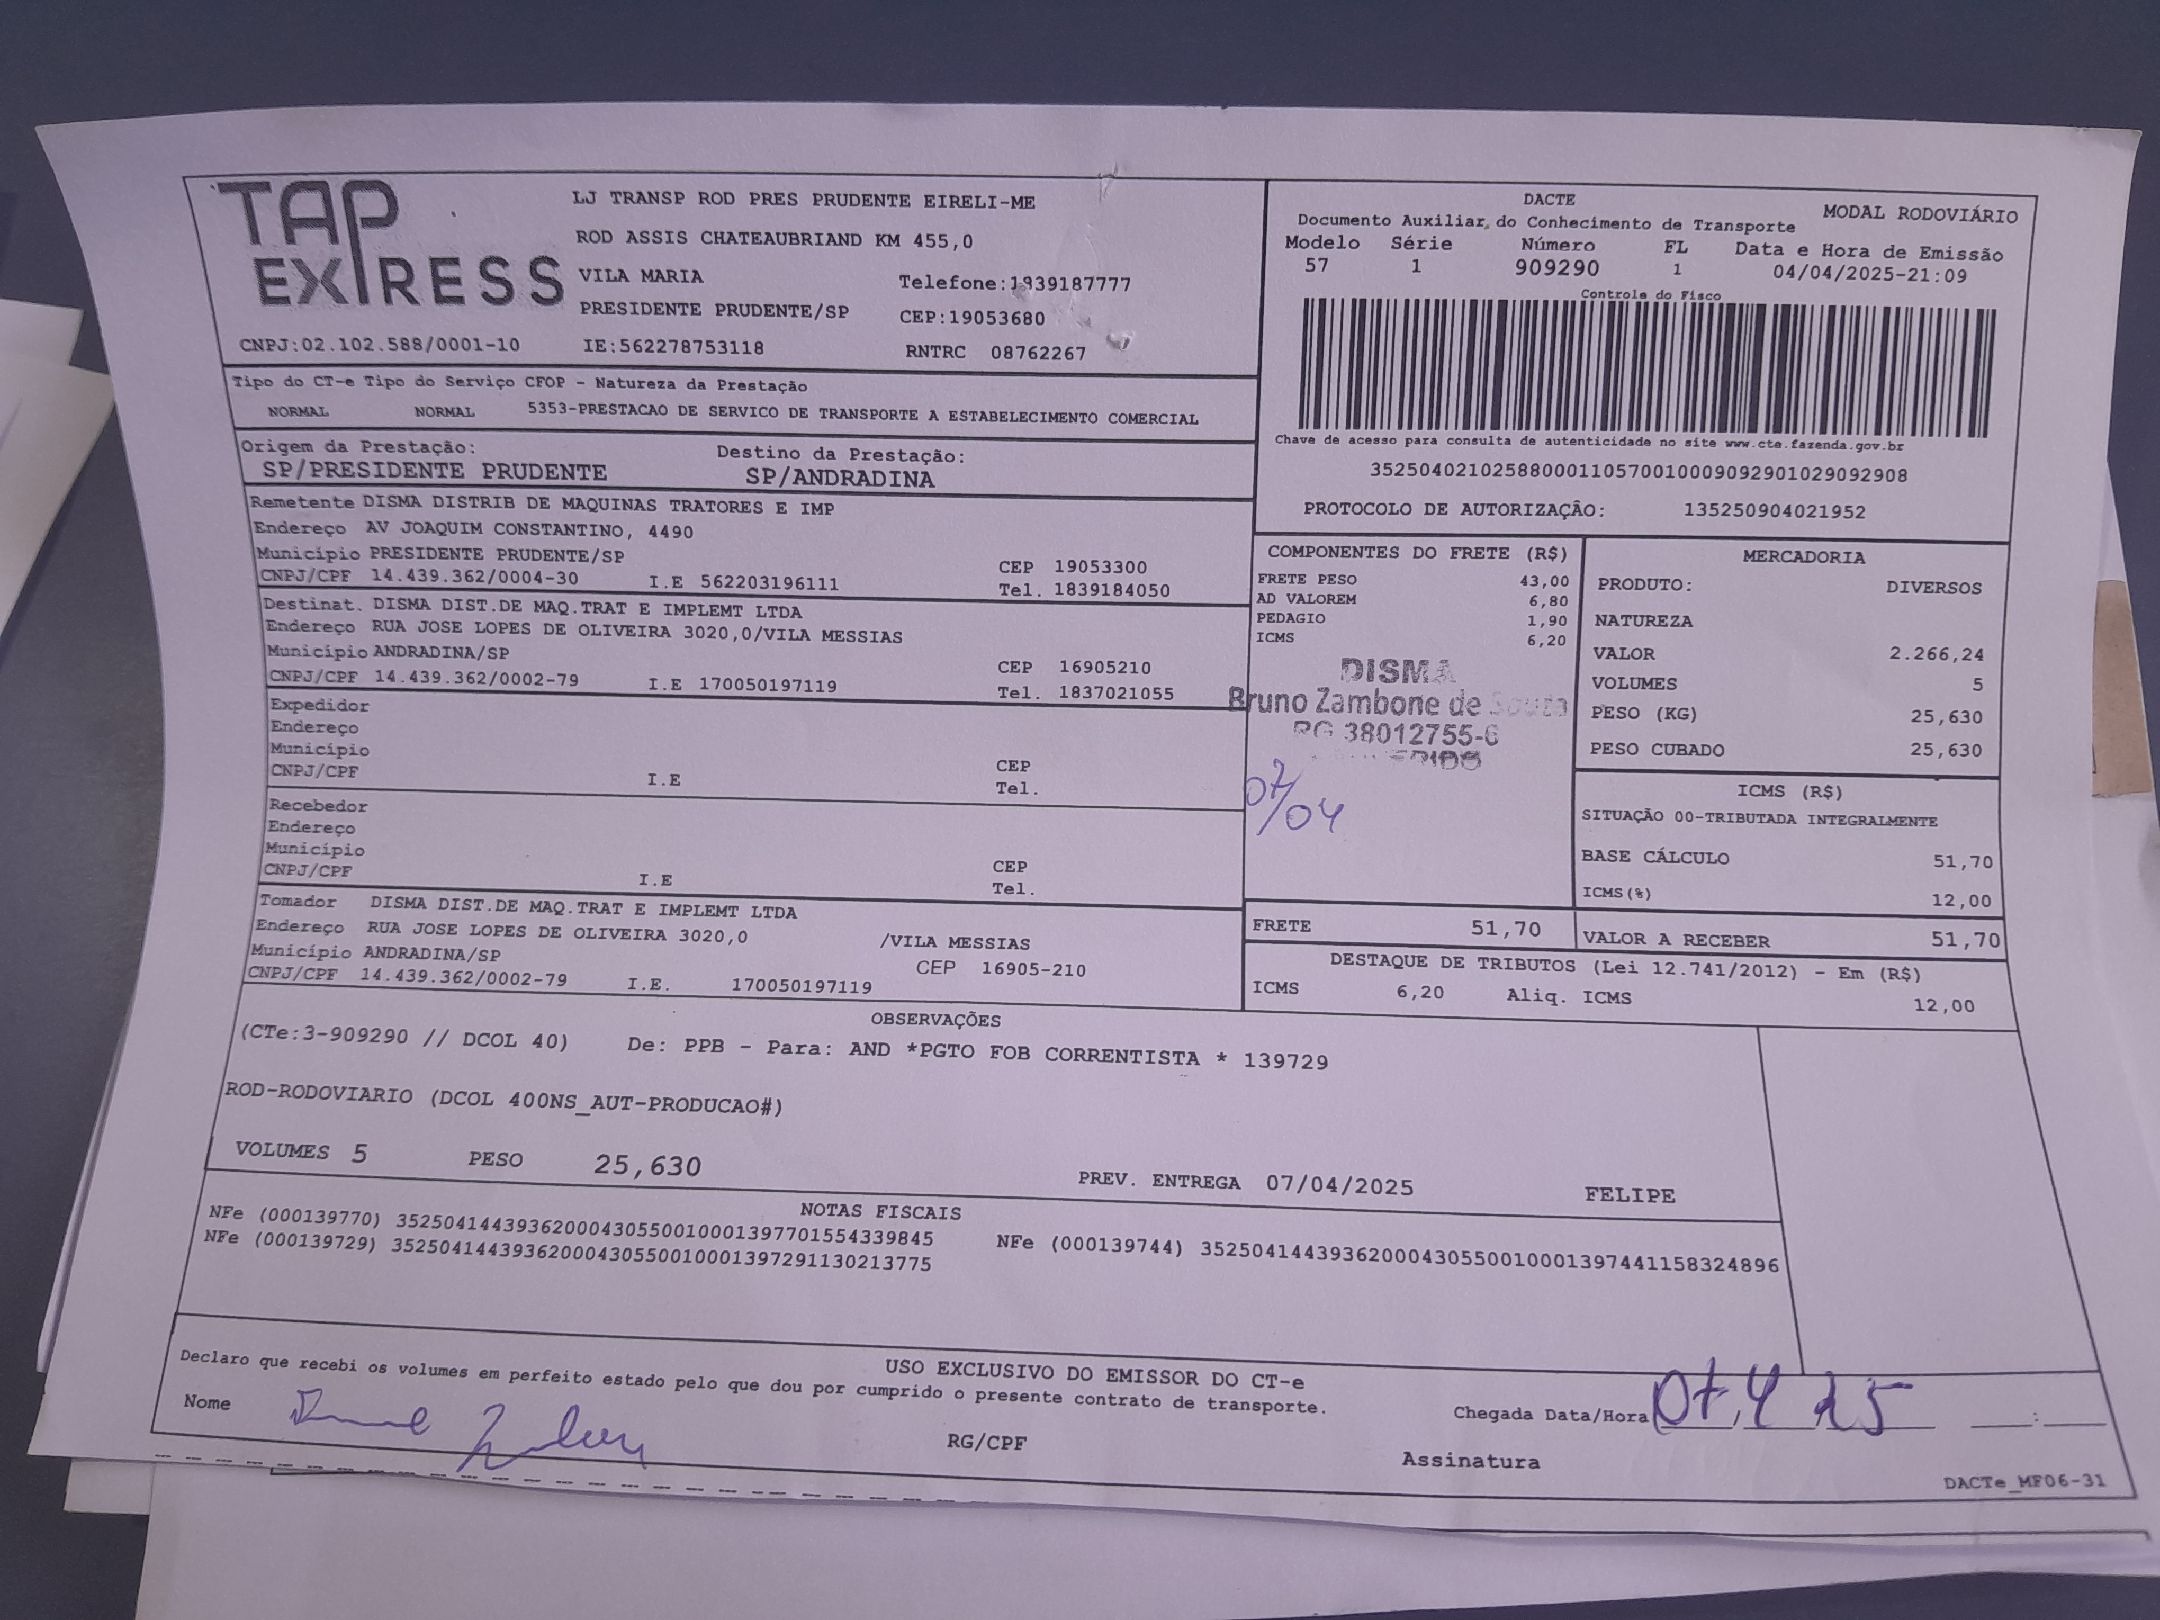 TAP EXPRESS
LJ TRANSP ROD PRES PRUDENTE EIRELI-ME
ROD ASSIS CHATEAUBRIAND KM 455,0
VILA MARIA Telefone:1839187777
PRESIDENTE PRUDENTE/SP CEP:19053680
CNPJ:02.102.588/0001-10 IE:562278753118 RNTRC 08762267
DACTE
MODAL RODOVIÁRIO
Documento Auxiliar do Conhecimento de Transporte
Modelo Série Número FL Data e Hora de Emissão
57 1 909290 1 04/04/2025-21:09
Controle do Fisco
Chave de acesso para consulta de autenticidade no site www.cte.fazenda.gov.br
35250402102588000110570010009092901029092908
PROTOCOLO DE AUTORIZAÇÃO: 135250904021952
Tipo do CT-e Tipo do Serviço CFOP - Natureza da Prestação
NORMAL NORMAL 5353-PRESTACAO DE SERVICO DE TRANSPORTE A ESTABELECIMENTO COMERCIAL
Origem da Prestação: Destino da Prestação:
SP/PRESIDENTE PRUDENTE SP/ANDRADINA
Remetente DISMA DISTRIB DE MAQUINAS TRATORES E IMP
Endereço AV JOAQUIM CONSTANTINO, 4490
Município PRESIDENTE PRUDENTE/SP CEP 19053300
CNPJ/CPF 14.439.362/0004-30 I.E 562203196111 Tel. 1839184050
Destinat. DISMA DIST.DE MAQ.TRAT E IMPLEMT LTDA
Endereço RUA JOSE LOPES DE OLIVEIRA 3020,0/VILA MESSIAS
Município ANDRADINA/SP CEP 16905210
CNPJ/CPF 14.439.362/0002-79 I.E 170050197119 Tel. 1837021055
Expedidor
Endereço
Município CEP
CNPJ/CPF I.E Tel.
Recebedor
Endereço
Município CEP
CNPJ/CPF I.E Tel.
Tomador DISMA DIST.DE MAQ.TRAT E IMPLEMT LTDA
Endereço RUA JOSE LOPES DE OLIVEIRA 3020,0 /VILA MESSIAS
Município ANDRADINA/SP CEP 16905-210
CNPJ/CPF 14.439.362/0002-79 I.E. 170050197119
COMPONENTES DO FRETE (R$)
FRETE PESO 43,00
AD VALOREM 6,80
PEDAGIO 1,90
ICMS 6,20
DISMA
Bruno Zambone de Souza
RG 38012755-6
07/04
MERCADORIA
PRODUTO: DIVERSOS
NATUREZA
VALOR 2.266,24
VOLUMES 5
PESO (KG) 25,630
PESO CUBADO 25,630
ICMS (R$)
SITUAÇÃO 00-TRIBUTADA INTEGRALMENTE
BASE CÁLCULO 51,70
ICMS(%) 12,00
FRETE 51,70 VALOR A RECEBER 51,70
DESTAQUE DE TRIBUTOS (Lei 12.741/2012) - Em (R$)
ICMS 6,20 Aliq. ICMS 12,00
OBSERVAÇÕES
(CTe:3-909290 // DCOL 40) De: PPB - Para: AND *PGTO FOB CORRENTISTA * 139729
ROD-RODOVIARIO (DCOL 400NS_AUT-PRODUCAO#)
VOLUMES 5 PESO 25,630 PREV. ENTREGA 07/04/2025 FELIPE
NOTAS FISCAIS
NFe (000139770) 35250414439362000430550010001397701554339845 NFe (000139744) 35250414439362000430550010001397441158324896
NFe (000139729) 35250414439362000430550010001397291130213775
USO EXCLUSIVO DO EMISSOR DO CT-e
Declaro que recebi os volumes em perfeito estado pelo que dou por cumprido o presente contrato de transporte.
Nome RG/CPF Assinatura
Chegada Data/Hora 07,4 25 __:__
DACTe_MF06-31